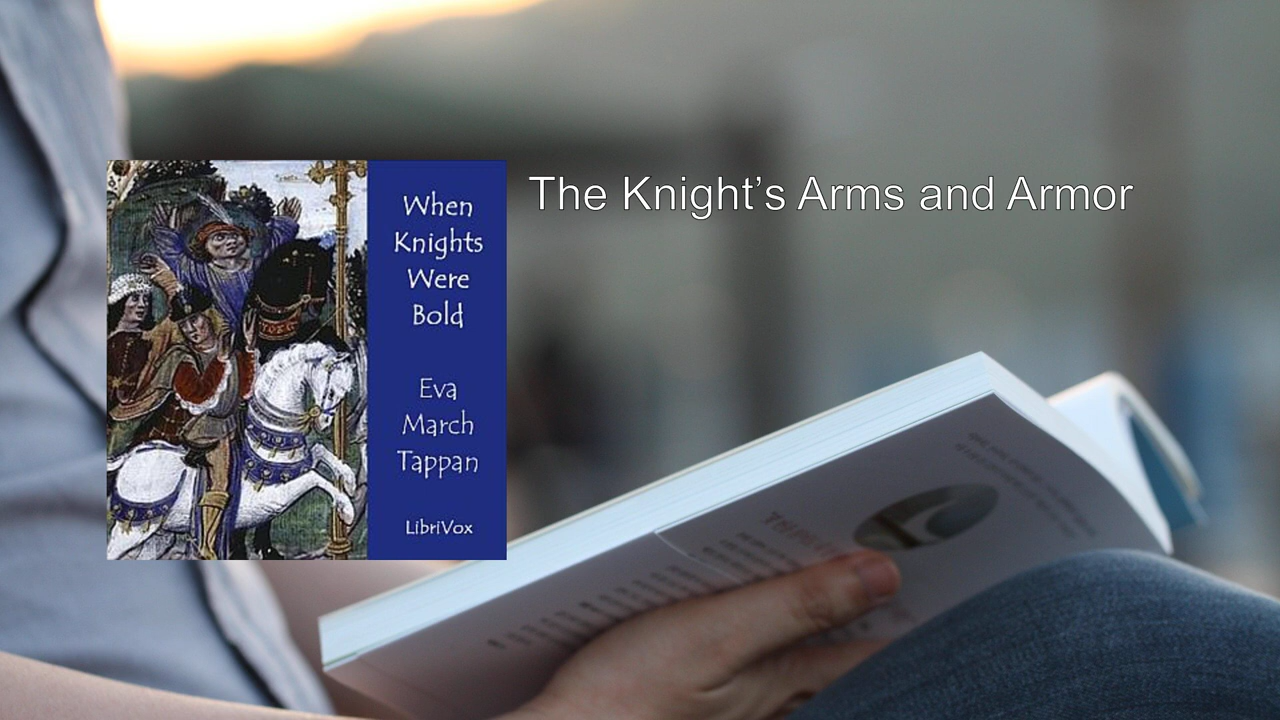 When
Knights
Were
Bold
Eva
March
Tappan
LibriVox
The Knight’s Arms and Armor